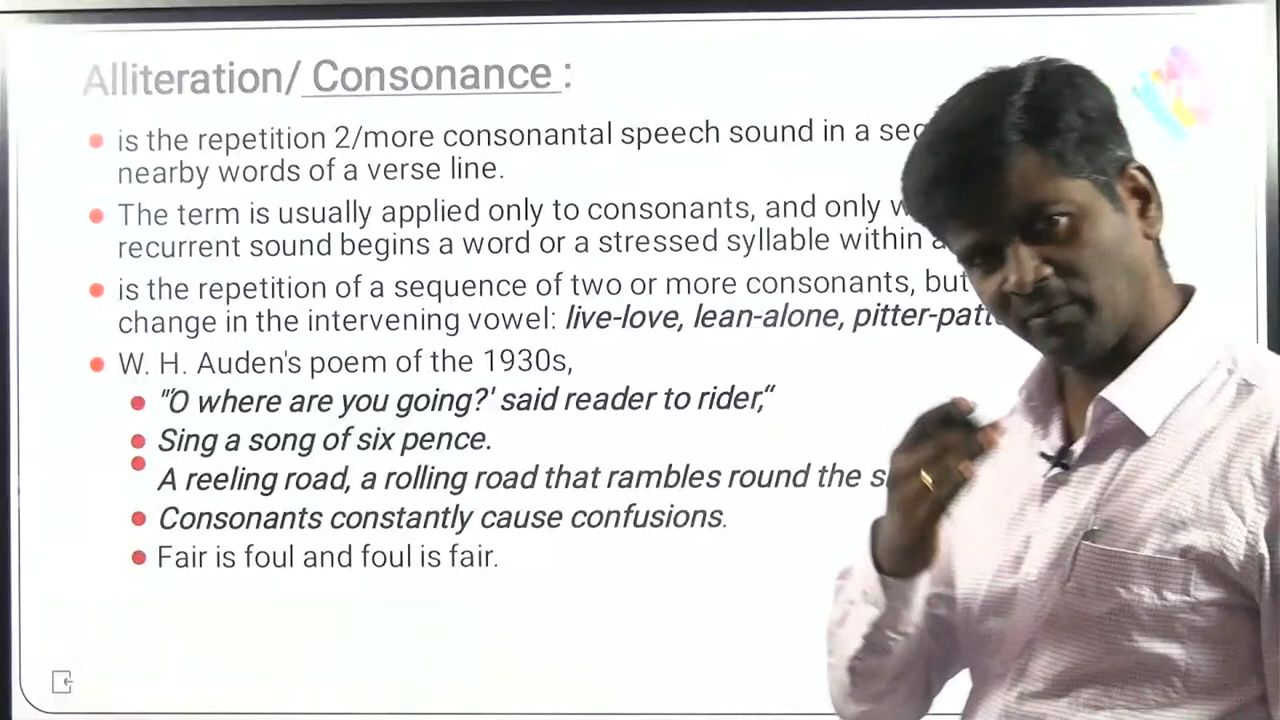 Alliteration/ Consonance :
is the repetition 2/more consonantal speech sound in a
nearby words of a verse line.
The term is usually applied only to consonants, and only
recurrent sound begins a word or a stressed syllable within
is the repetition of a sequence of two or more consonants, but
change in the intervening vowel: live-love, lean-alone,
W. H. Auden's poem of the 1930s,
"'O where are you going?' said reader to rider,“
Sing a song of six pence.
A reeling road, a rolling road that rambles round the
Consonants constantly cause confusions.
Fair is foul and foul is fair.